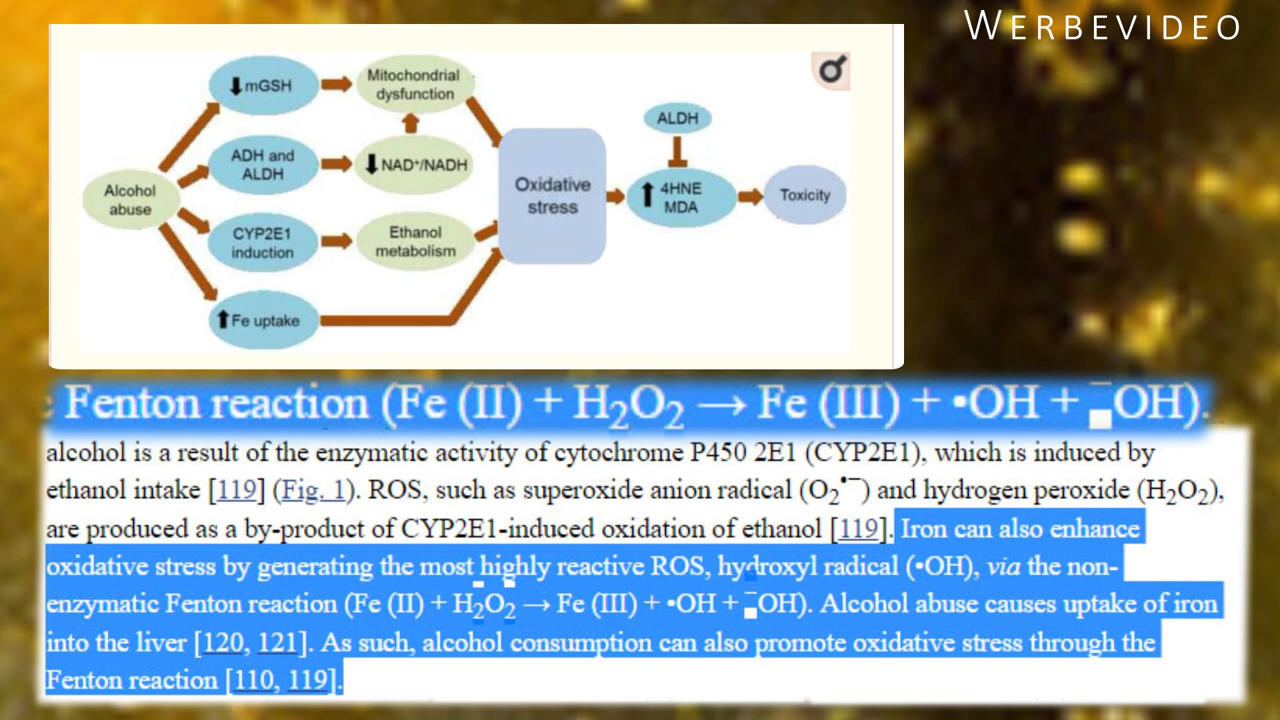 WERBEVIDEO
⬇mGSH
Mitochondrial
dysfunction
ADH and
ALDH
⬇NAD⁺/NADH
ALDH
Alcohol
abuse
Oxidative
stress
⬆ 4HNE
MDA
Toxicity
CYP2E1
induction
Ethanol
metabolism
⬆Fe uptake
Fenton reaction (Fe (II) + H₂O₂ → Fe (III) + •OH + ⁻OH).
alcohol is a result of the enzymatic activity of cytochrome P450 2E1 (CYP2E1), which is induced by
ethanol intake [119] (Fig. 1). ROS, such as superoxide anion radical (O₂•⁻) and hydrogen peroxide (H₂O₂),
are produced as a by-product of CYP2E1-induced oxidation of ethanol [119]. Iron can also enhance
oxidative stress by generating the most highly reactive ROS, hydroxyl radical (•OH), via the non-
enzymatic Fenton reaction (Fe (II) + H₂O₂ → Fe (III) + •OH + ⁻OH). Alcohol abuse causes uptake of iron
into the liver [120, 121]. As such, alcohol consumption can also promote oxidative stress through the
Fenton reaction [110, 119].